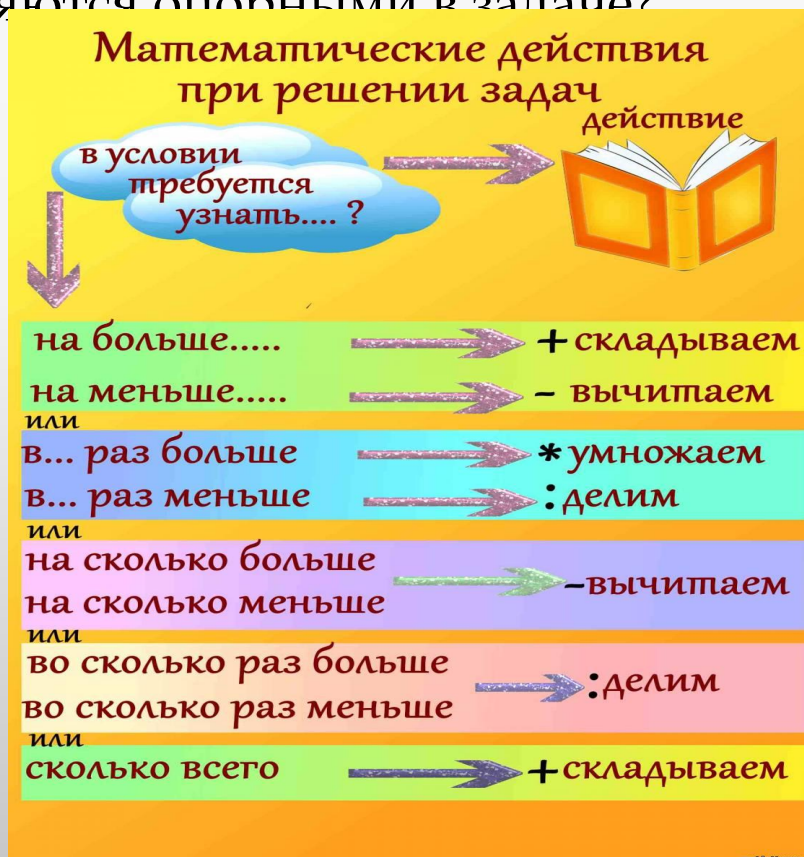 опорными в задаче?
Математические действия
при решении задач
действие
в условии
требуется
узнать.... ?
на больше..... + складываем
на меньше..... - вычитаем
или
в... раз больше * умножаем
в... раз меньше : делим
или
на сколько больше
на сколько меньше
-вычитаем
или
во сколько раз больше
во сколько раз меньше
:делим
или
сколько всего +складываем